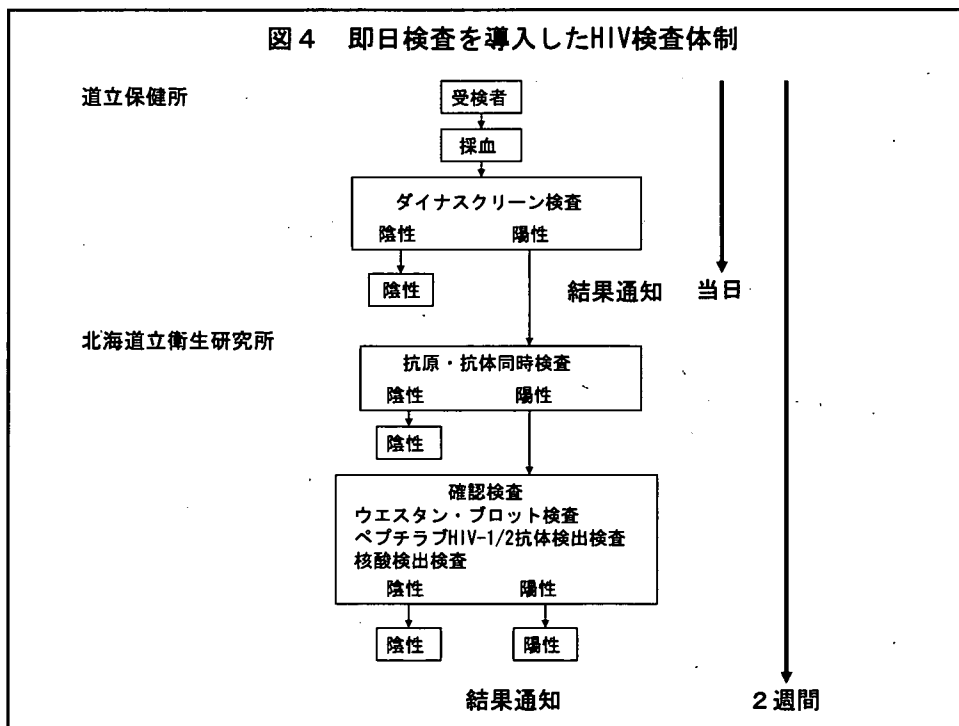 図４　即日検査を導入したHIV検査体制
道立保健所
受検者
採血
ダイナスクリーン検査
陰性　陽性
陰性
結果通知　当日
北海道立衛生研究所
抗原・抗体同時検査
陰性　陽性
陰性
確認検査
ウエスタン・ブロット検査
ペプチラブHIV-1/2抗体検出検査
核酸検出検査
陰性　陽性
陰性　陽性
結果通知　２週間